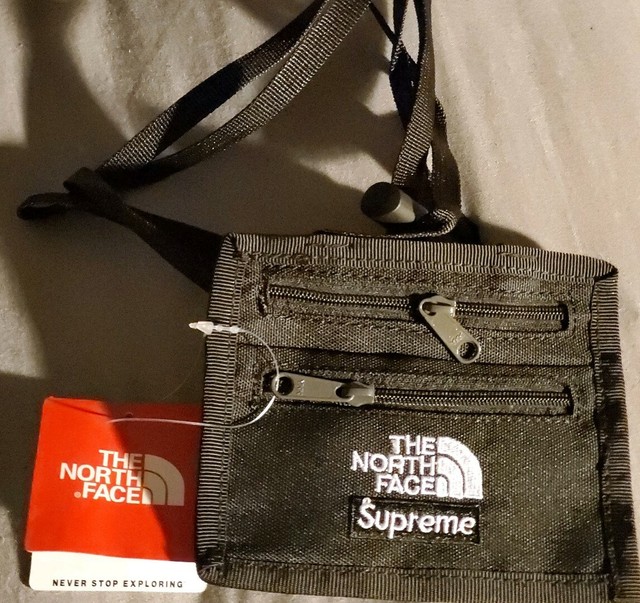 THE
NORTH
FACE
Supreme
THE
NORTH
FACE
NEVER STOP EXPLORING